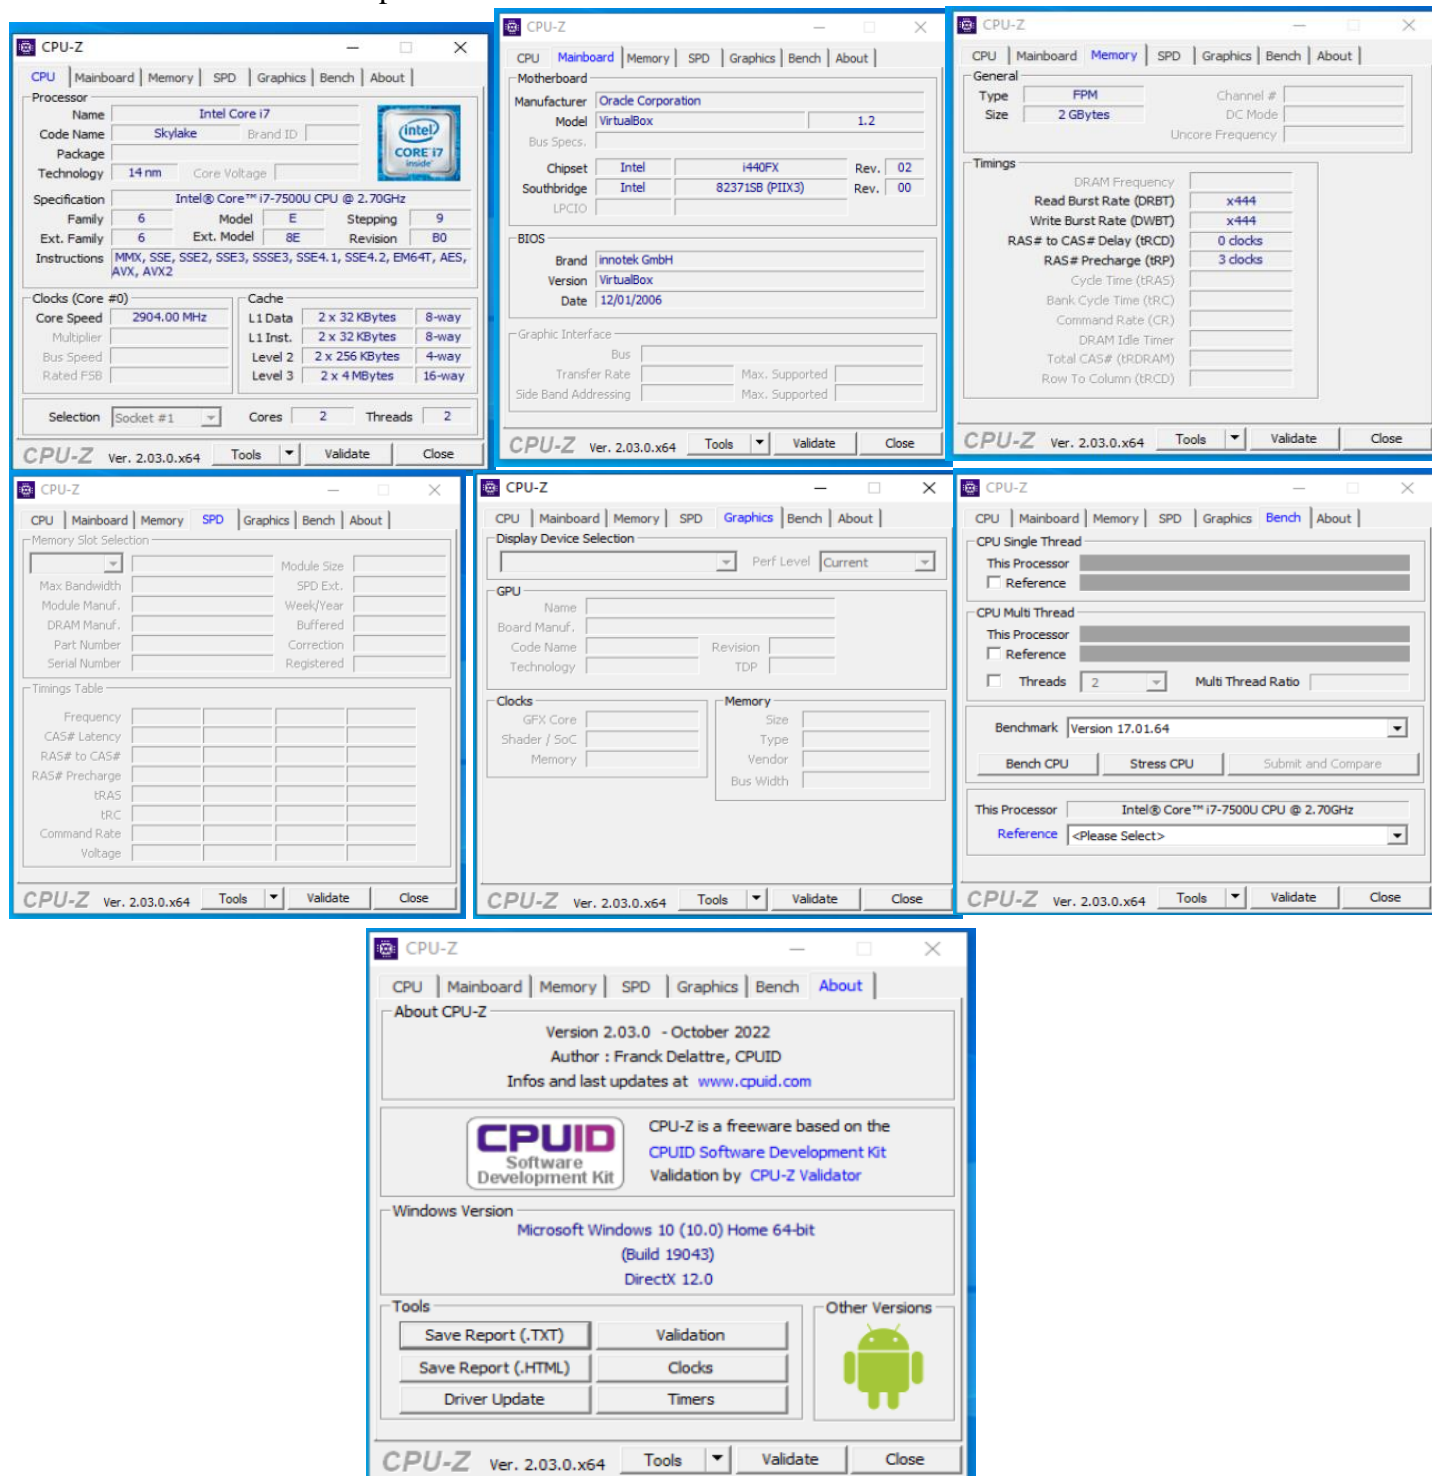 CPU-Z
CPU Mainboard Memory SPD Graphics Bench About
Processor
Name Intel Core i7
Code Name Skylake Brand ID
Package
Technology 14 nm Core Voltage
intel CORE i7 inside
Specification Intel® Core™ i7-7500U CPU @ 2.70GHz
Family 6 Model E Stepping 9
Ext. Family 6 Ext. Model 8E Revision B0
Instructions MMX, SSE, SSE2, SSE3, SSSE3, SSE4.1, SSE4.2, EM64T, AES,
AVX, AVX2
Clocks (Core #0) Cache
Core Speed 2904.00 MHz L1 Data 2 x 32 KBytes 8-way
Multiplier L1 Inst. 2 x 32 KBytes 8-way
Bus Speed Level 2 2 x 256 KBytes 4-way
Rated FSB Level 3 2 x 4 MBytes 16-way
Selection Socket #1 Cores 2 Threads 2
CPU-Z Ver. 2.03.0.x64 Tools Validate Close
CPU-Z
CPU Mainboard Memory SPD Graphics Bench About
Motherboard
Manufacturer Oracle Corporation
Model VirtualBox 1.2
Bus Specs.
Chipset Intel i440FX Rev. 02
Southbridge Intel 82371SB (PIIX3) Rev. 00
LPCIO
BIOS
Brand innotek GmbH
Version VirtualBox
Date 12/01/2006
Graphic Interface
Bus
Transfer Rate Max. Supported
Side Band Addressing Max. Supported
CPU-Z Ver. 2.03.0.x64 Tools Validate Close
CPU-Z
CPU Mainboard Memory SPD Graphics Bench About
General
Type FPM Channel #
Size 2 GBytes DC Mode
Uncore Frequency
Timings
DRAM Frequency
Read Burst Rate (DRBT) x444
Write Burst Rate (DWBT) x444
RAS# to CAS# Delay (tRCD) 0 clocks
RAS# Precharge (tRP) 3 clocks
Cycle Time (tRAS)
Bank Cycle Time (tRC)
Command Rate (CR)
DRAM Idle Timer
Total CAS# (tRDRAM)
Row To Column (tRCD)
CPU-Z Ver. 2.03.0.x64 Tools Validate Close
CPU-Z
CPU Mainboard Memory SPD Graphics Bench About
Memory Slot Selection
Module Size
Max Bandwidth SPD Ext.
Module Manuf. Week/Year
DRAM Manuf. Buffered
Part Number Correction
Serial Number Registered
Timings Table
Frequency
CAS# Latency
RAS# to CAS#
RAS# Precharge
tRAS
tRC
Command Rate
Voltage
CPU-Z Ver. 2.03.0.x64 Tools Validate Close
CPU-Z
CPU Mainboard Memory SPD Graphics Bench About
Display Device Selection
Perf Level Current
GPU
Name
Board Manuf.
Code Name Revision
Technology TDP
Clocks Memory
GFX Core Size
Shader / SoC Type
Memory Vendor
Bus Width
CPU-Z Ver. 2.03.0.x64 Tools Validate Close
CPU-Z
CPU Mainboard Memory SPD Graphics Bench About
CPU Single Thread
This Processor
Reference
CPU Multi Thread
This Processor
Reference
Threads 2 Multi Thread Ratio
Benchmark Version 17.01.64
Bench CPU Stress CPU Submit and Compare
This Processor Intel® Core™ i7-7500U CPU @ 2.70GHz
Reference <Please Select>
CPU-Z Ver. 2.03.0.x64 Tools Validate Close
CPU-Z
CPU Mainboard Memory SPD Graphics Bench About
About CPU-Z
Version 2.03.0 - October 2022
Author : Franck Delattre, CPUID
Infos and last updates at www.cpuid.com
CPUID
Software
Development Kit
CPU-Z is a freeware based on the
CPUID Software Development Kit
Validation by CPU-Z Validator
Windows Version
Microsoft Windows 10 (10.0) Home 64-bit
(Build 19043)
DirectX 12.0
Tools Other Versions
Save Report (.TXT) Validation
Save Report (.HTML) Clocks
Driver Update Timers
CPU-Z Ver. 2.03.0.x64 Tools Validate Close